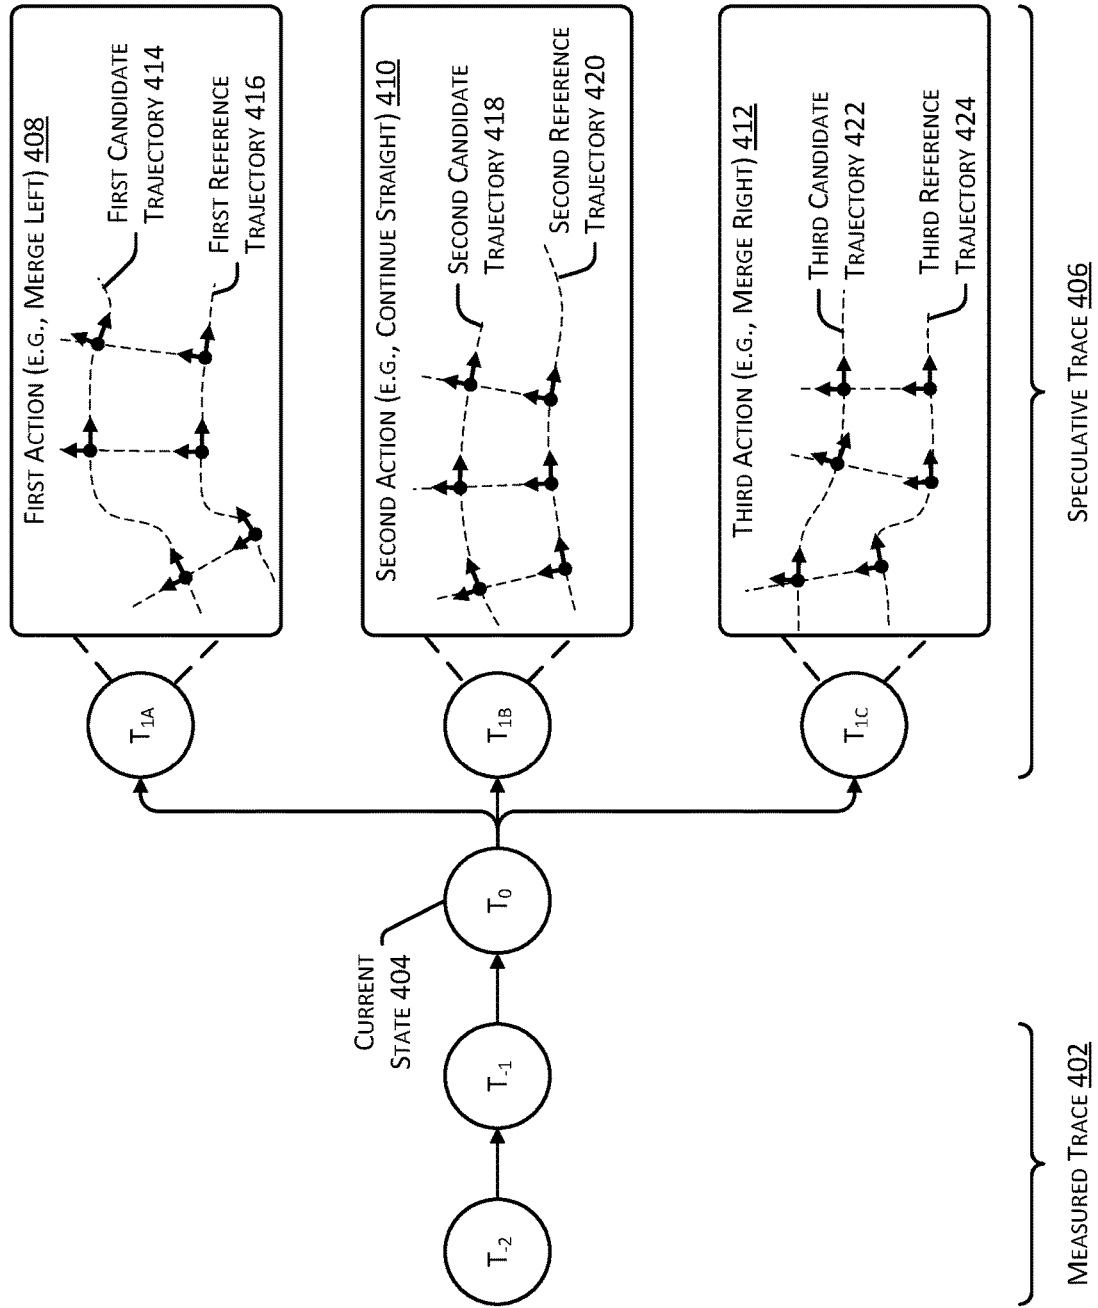 FIRST ACTION (E.G., MERGE LEFT) 408
FIRST CANDIDATE
TRAJECTORY 414
FIRST REFERENCE
TRAJECTORY 416
SECOND ACTION (E.G., CONTINUE STRAIGHT) 410
SECOND CANDIDATE
TRAJECTORY 418
SECOND REFERENCE
TRAJECTORY 420
THIRD ACTION (E.G., MERGE RIGHT) 412
THIRD CANDIDATE
TRAJECTORY 422
THIRD REFERENCE
TRAJECTORY 424
T1A
T1B
T1C
CURRENT
STATE 404
T-2
T-1
T0
MEASURED TRACE 402
SPECULATIVE TRACE 406